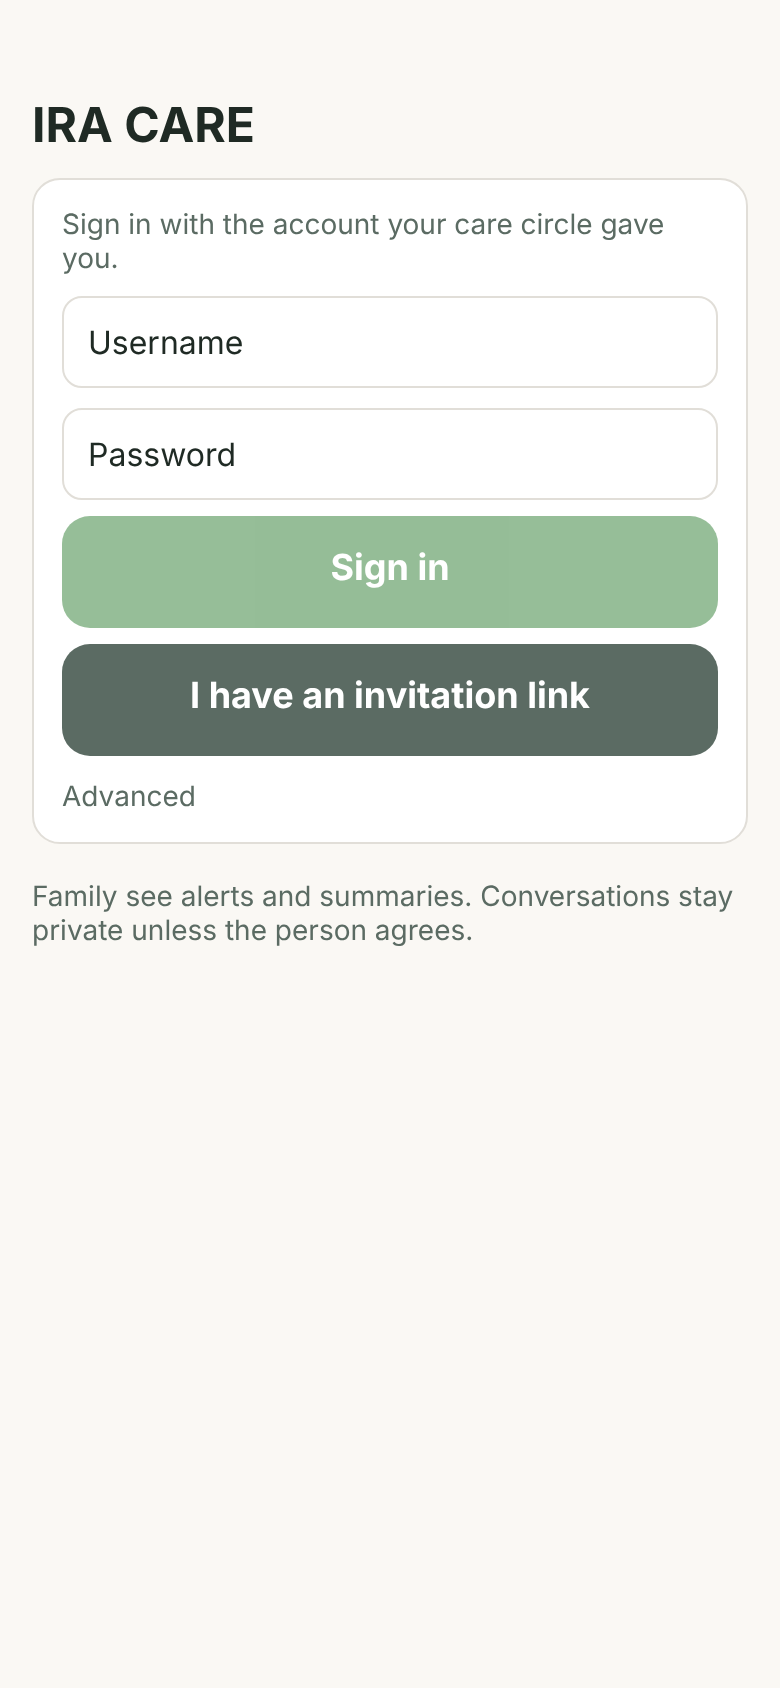 IRA CARE
Sign in with the account your care circle gave
you.
Username
Password
Sign in
I have an invitation link
Advanced
Family see alerts and summaries. Conversations stay
private unless the person agrees.